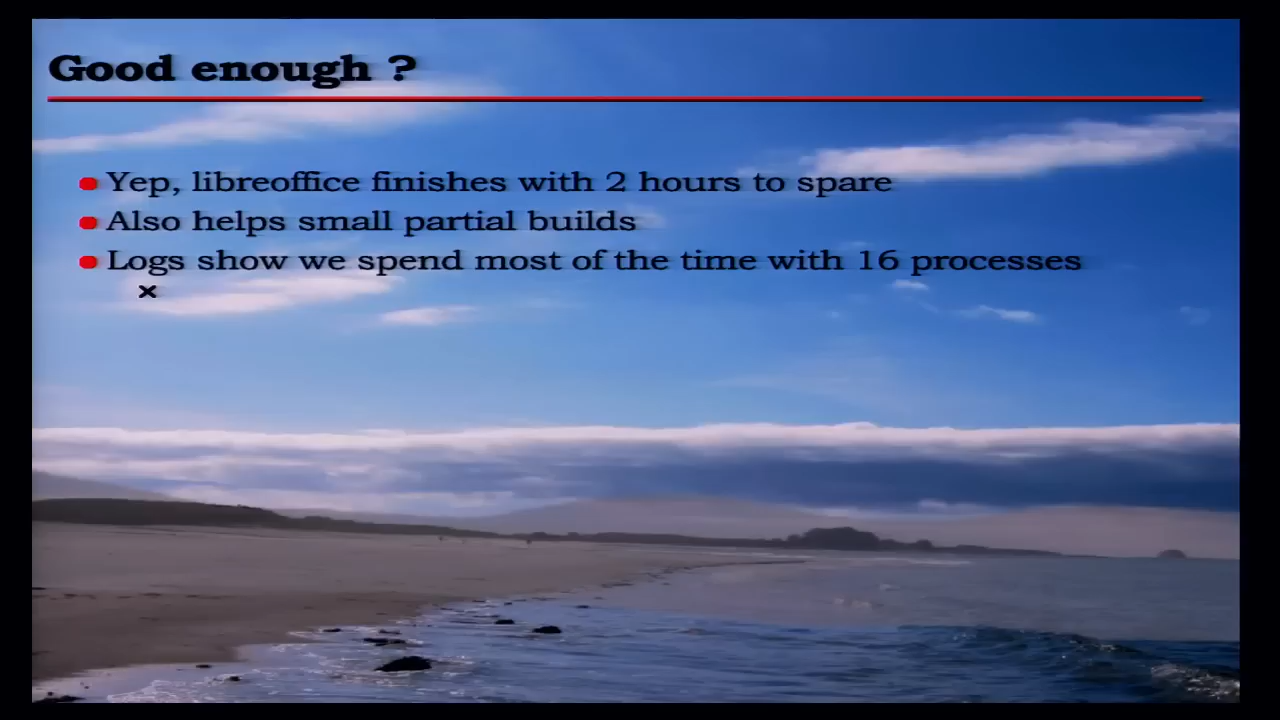 Good enough ?
Yep, libreoffice finishes with 2 hours to spare
Also helps small partial builds
Logs show we spend most of the time with 16 processes